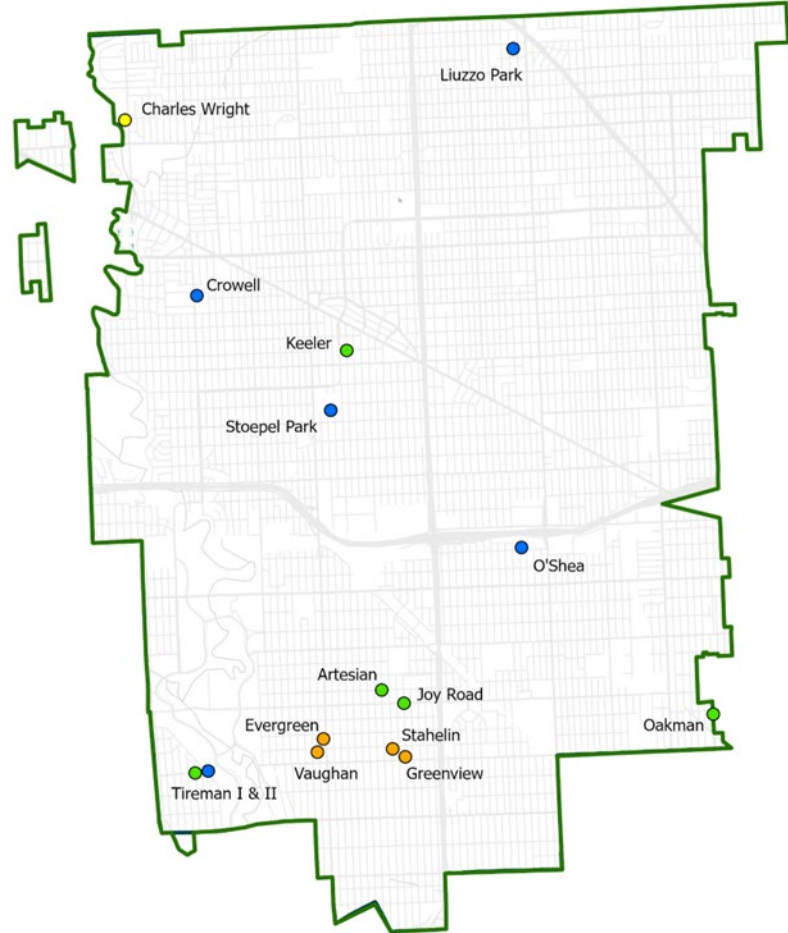 Liuzzo Park
Charles Wright
Crowell
Keeler
Stoepel Park
O'Shea
Artesian
Joy Road
Oakman
Evergreen
Stahelin
Vaughan
Greenview
Tireman I & II